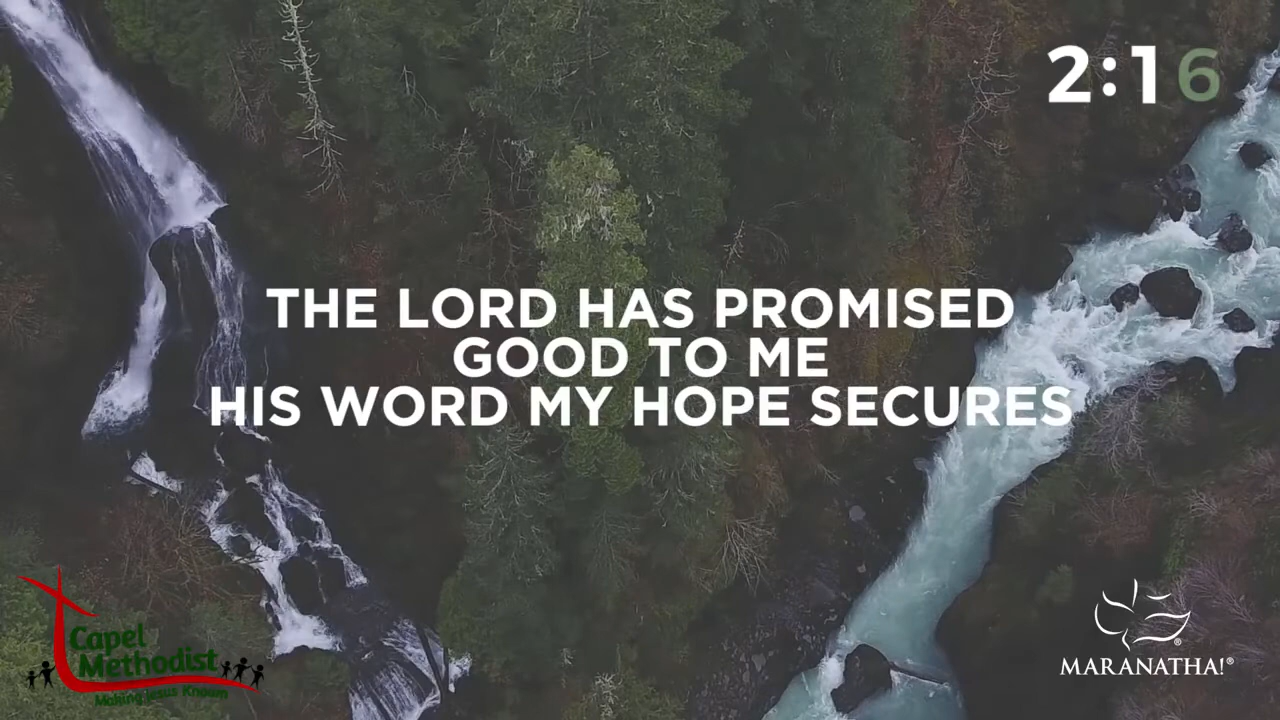 2:16
THE LORD HAS PROMISED
GOOD TO ME
HIS WORD MY HOPE SECURES
Capel
Methodist
Making Jesus Known
MARANATHA!®